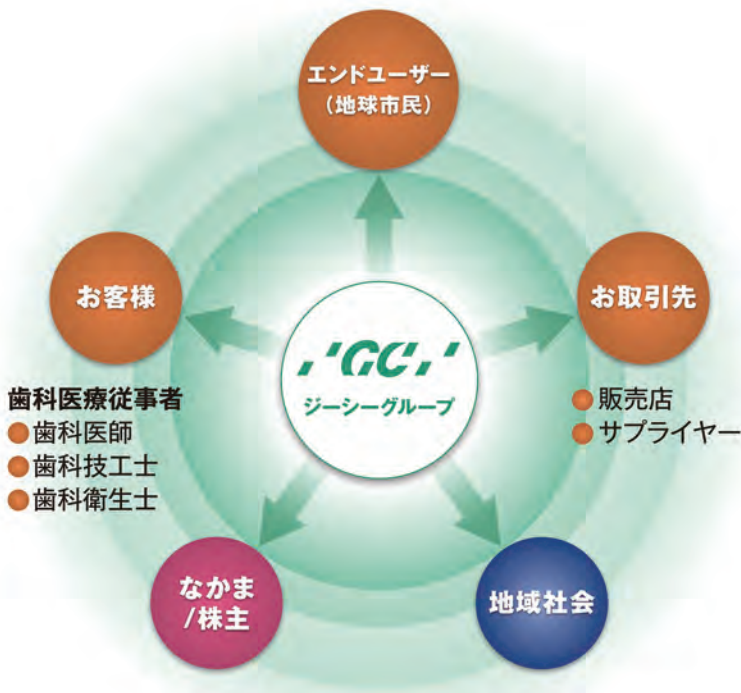 エンドユーザー
（地球市民）
お客様
お取引先
GC
ジーシーグループ
歯科医療従事者
●歯科医師
●歯科技工士
●歯科衛生士
●販売店
●サプライヤー
なかま
/株主
地域社会